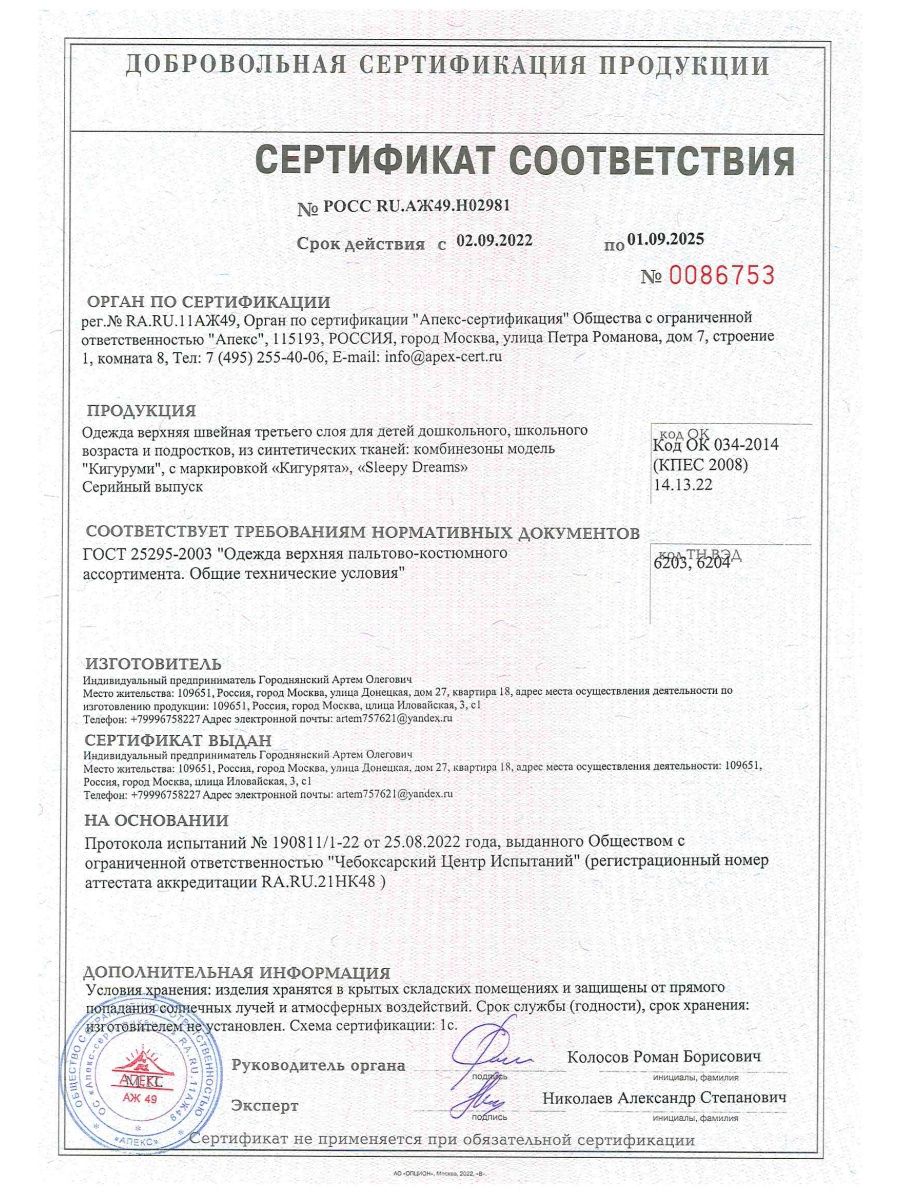 ДОБРОВОЛЬНАЯ СЕРТИФИКАЦИЯ ПРОДУКЦИИ
СЕРТИФИКАТ СООТВЕТСТВИЯ
№ РОСС RU.АЖ49.Н02981
Срок действия с 02.09.2022 по 01.09.2025
№ 0086753
ОРГАН ПО СЕРТИФИКАЦИИ
рег.№ RA.RU.11АЖ49, Орган по сертификации "Апекс-сертификация" Общества с ограниченной
ответственностью "Апекс", 115193, РОССИЯ, город Москва, улица Петра Романова, дом 7, строение
1, комната 8, Тел: 7 (495) 255-40-06, E-mail: info@apex-cert.ru
ПРОДУКЦИЯ
Одежда верхняя швейная третьего слоя для детей дошкольного, школьного
возраста и подростков, из синтетических тканей: комбинезоны модель
"Кигуруми", с маркировкой «Кигурята», «Sleepy Dreams»
Серийный выпуск
код ОК
Код ОК 034-2014
(КПЕС 2008)
14.13.22
СООТВЕТСТВУЕТ ТРЕБОВАНИЯМ НОРМАТИВНЫХ ДОКУМЕНТОВ
ГОСТ 25295-2003 "Одежда верхняя пальтово-костюмного
ассортимента. Общие технические условия"
код ТН ВЭД
6203, 6204
ИЗГОТОВИТЕЛЬ
Индивидуальный предприниматель Городнянский Артем Олегович
Место жительства: 109651, Россия, город Москва, улица Донецкая, дом 27, квартира 18, адрес места осуществления деятельности по
изготовлению продукции: 109651, Россия, город Москва, цлица Иловайская, 3, с1
Телефон: +79996758227 Адрес электронной почты: artem757621@yandex.ru
СЕРТИФИКАТ ВЫДАН
Индивидуальный предприниматель Городнянский Артем Олегович
Место жительства: 109651, Россия, город Москва, улица Донецкая, дом 27, квартира 18, адрес места осуществления деятельности: 109651,
Россия, город Москва, цлица Иловайская, 3, с1
Телефон: +79996758227 Адрес электронной почты: artem757621@yandex.ru
НА ОСНОВАНИИ
Протокола испытаний № 190811/1-22 от 25.08.2022 года, выданного Обществом с
ограниченной ответственностью "Чебоксарский Центр Испытаний" (регистрационный номер
аттестата аккредитации RA.RU.21НК48 )
ДОПОЛНИТЕЛЬНАЯ ИНФОРМАЦИЯ
Условия хранения: изделия хранятся в крытых складских помещениях и защищены от прямого
попадания солнечных лучей и атмосферных воздействий. Срок службы (годности), срок хранения:
изготовителем не установлен. Схема сертификации: 1с.
Руководитель органа
подпись
Колосов Роман Борисович
инициалы, фамилия
Эксперт
подпись
Николаев Александр Степанович
инициалы, фамилия
АПЕКС
АЖ 49
«АПЕКС»
Сертификат не применяется при обязательной сертификации
АО «ОПЦИОН», Москва, 2022, «В».